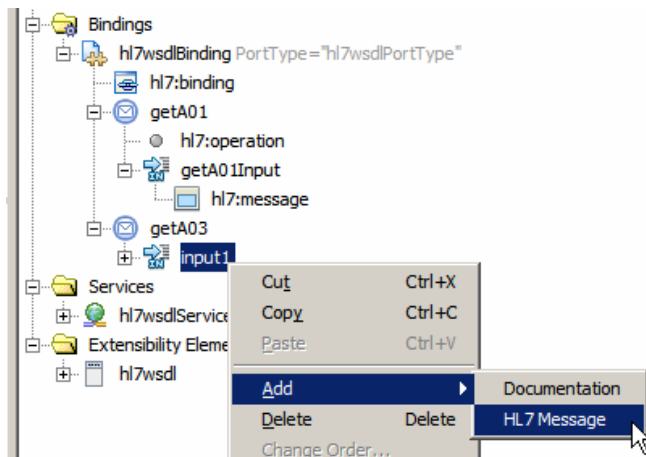 Bindings
hl7wsdlBinding PortType="hl7wsdlPortType"
hl7:binding
getA01
hl7:operation
getA01Input
hl7:message
getA03
input1
Services
hl7wsdlService
Extensibility Eleme
hl7wsdl
Cut Ctrl+X
Copy Ctrl+C
Paste Ctrl+V
Add
Delete Delete
Change Order...
Documentation
HL7 Message